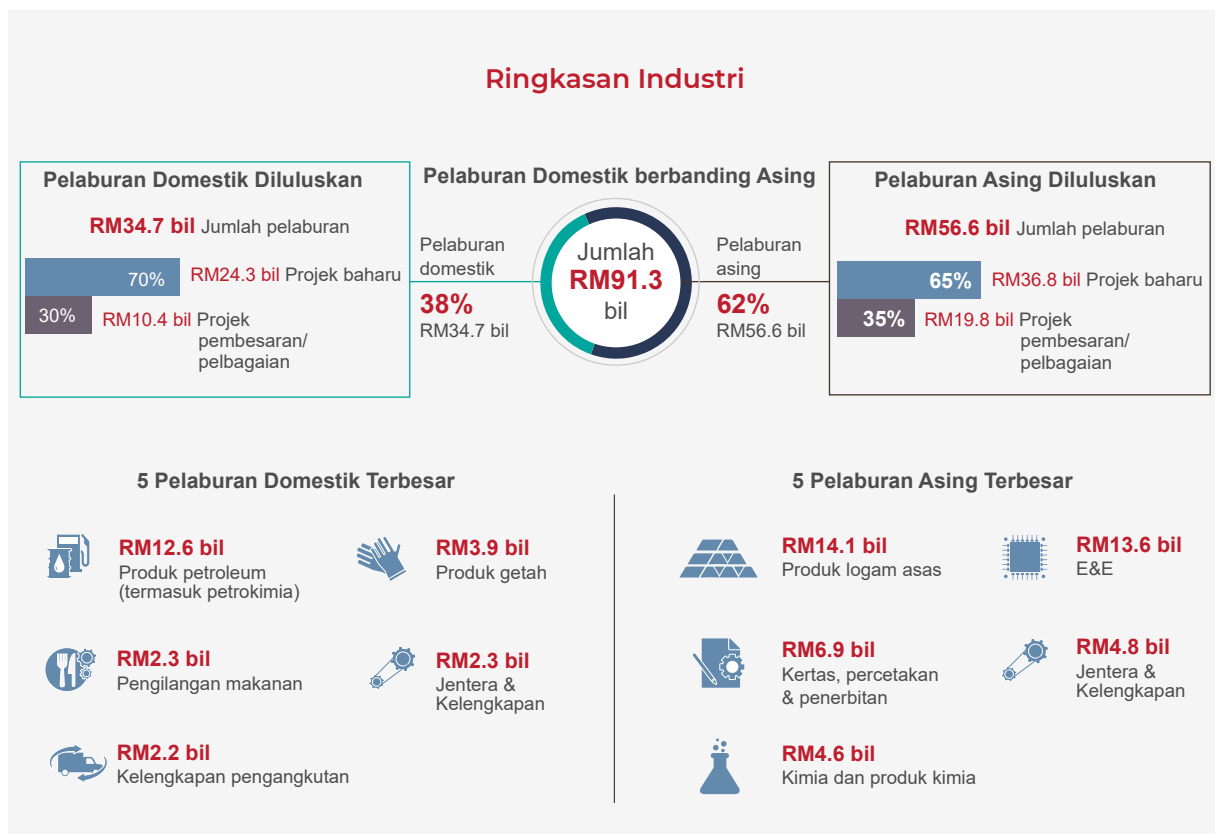 Ringkasan Industri
Pelaburan Domestik Diluluskan
RM34.7 bil Jumlah pelaburan
70%
RM24.3 bil Projek baharu
30%
RM10.4 bil Projek
pembesaran/
pelbagaian
Pelaburan Domestik berbanding Asing
Pelaburan
domestik
38%
RM34.7 bil
Jumlah
RM91.3
bil
Pelaburan
asing
62%
RM56.6 bil
Pelaburan Asing Diluluskan
RM56.6 bil Jumlah pelaburan
65%
RM36.8 bil Projek baharu
35%
RM19.8 bil Projek
pembesaran/
pelbagaian
5 Pelaburan Domestik Terbesar
RM12.6 bil
Produk petroleum
(termasuk petrokimia)
RM3.9 bil
Produk getah
RM2.3 bil
Pengilangan makanan
RM2.3 bil
Jentera &
Kelengkapan
RM2.2 bil
Kelengkapan pengangkutan
5 Pelaburan Asing Terbesar
RM14.1 bil
Produk logam asas
RM13.6 bil
E&E
RM6.9 bil
Kertas, percetakan
& penerbitan
RM4.8 bil
Jentera &
Kelengkapan
RM4.6 bil
Kimia dan produk kimia